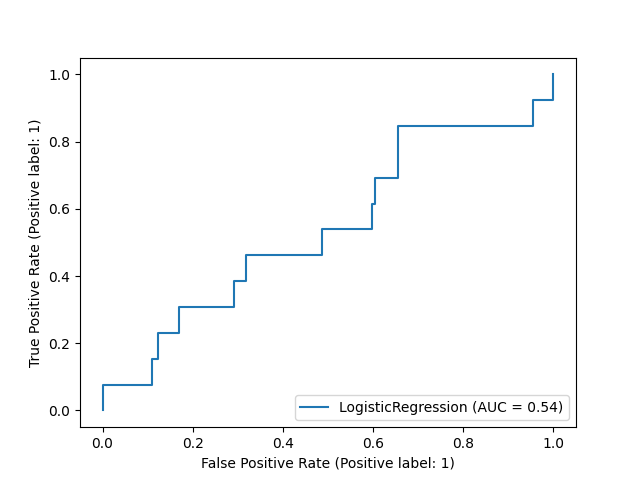 1.0
0.8
0.6
0.4
0.2
0.0
True Positive Rate (Positive label: 1)
LogisticRegression (AUC = 0.54)
0.0 0.2 0.4 0.6 0.8 1.0
False Positive Rate (Positive label: 1)